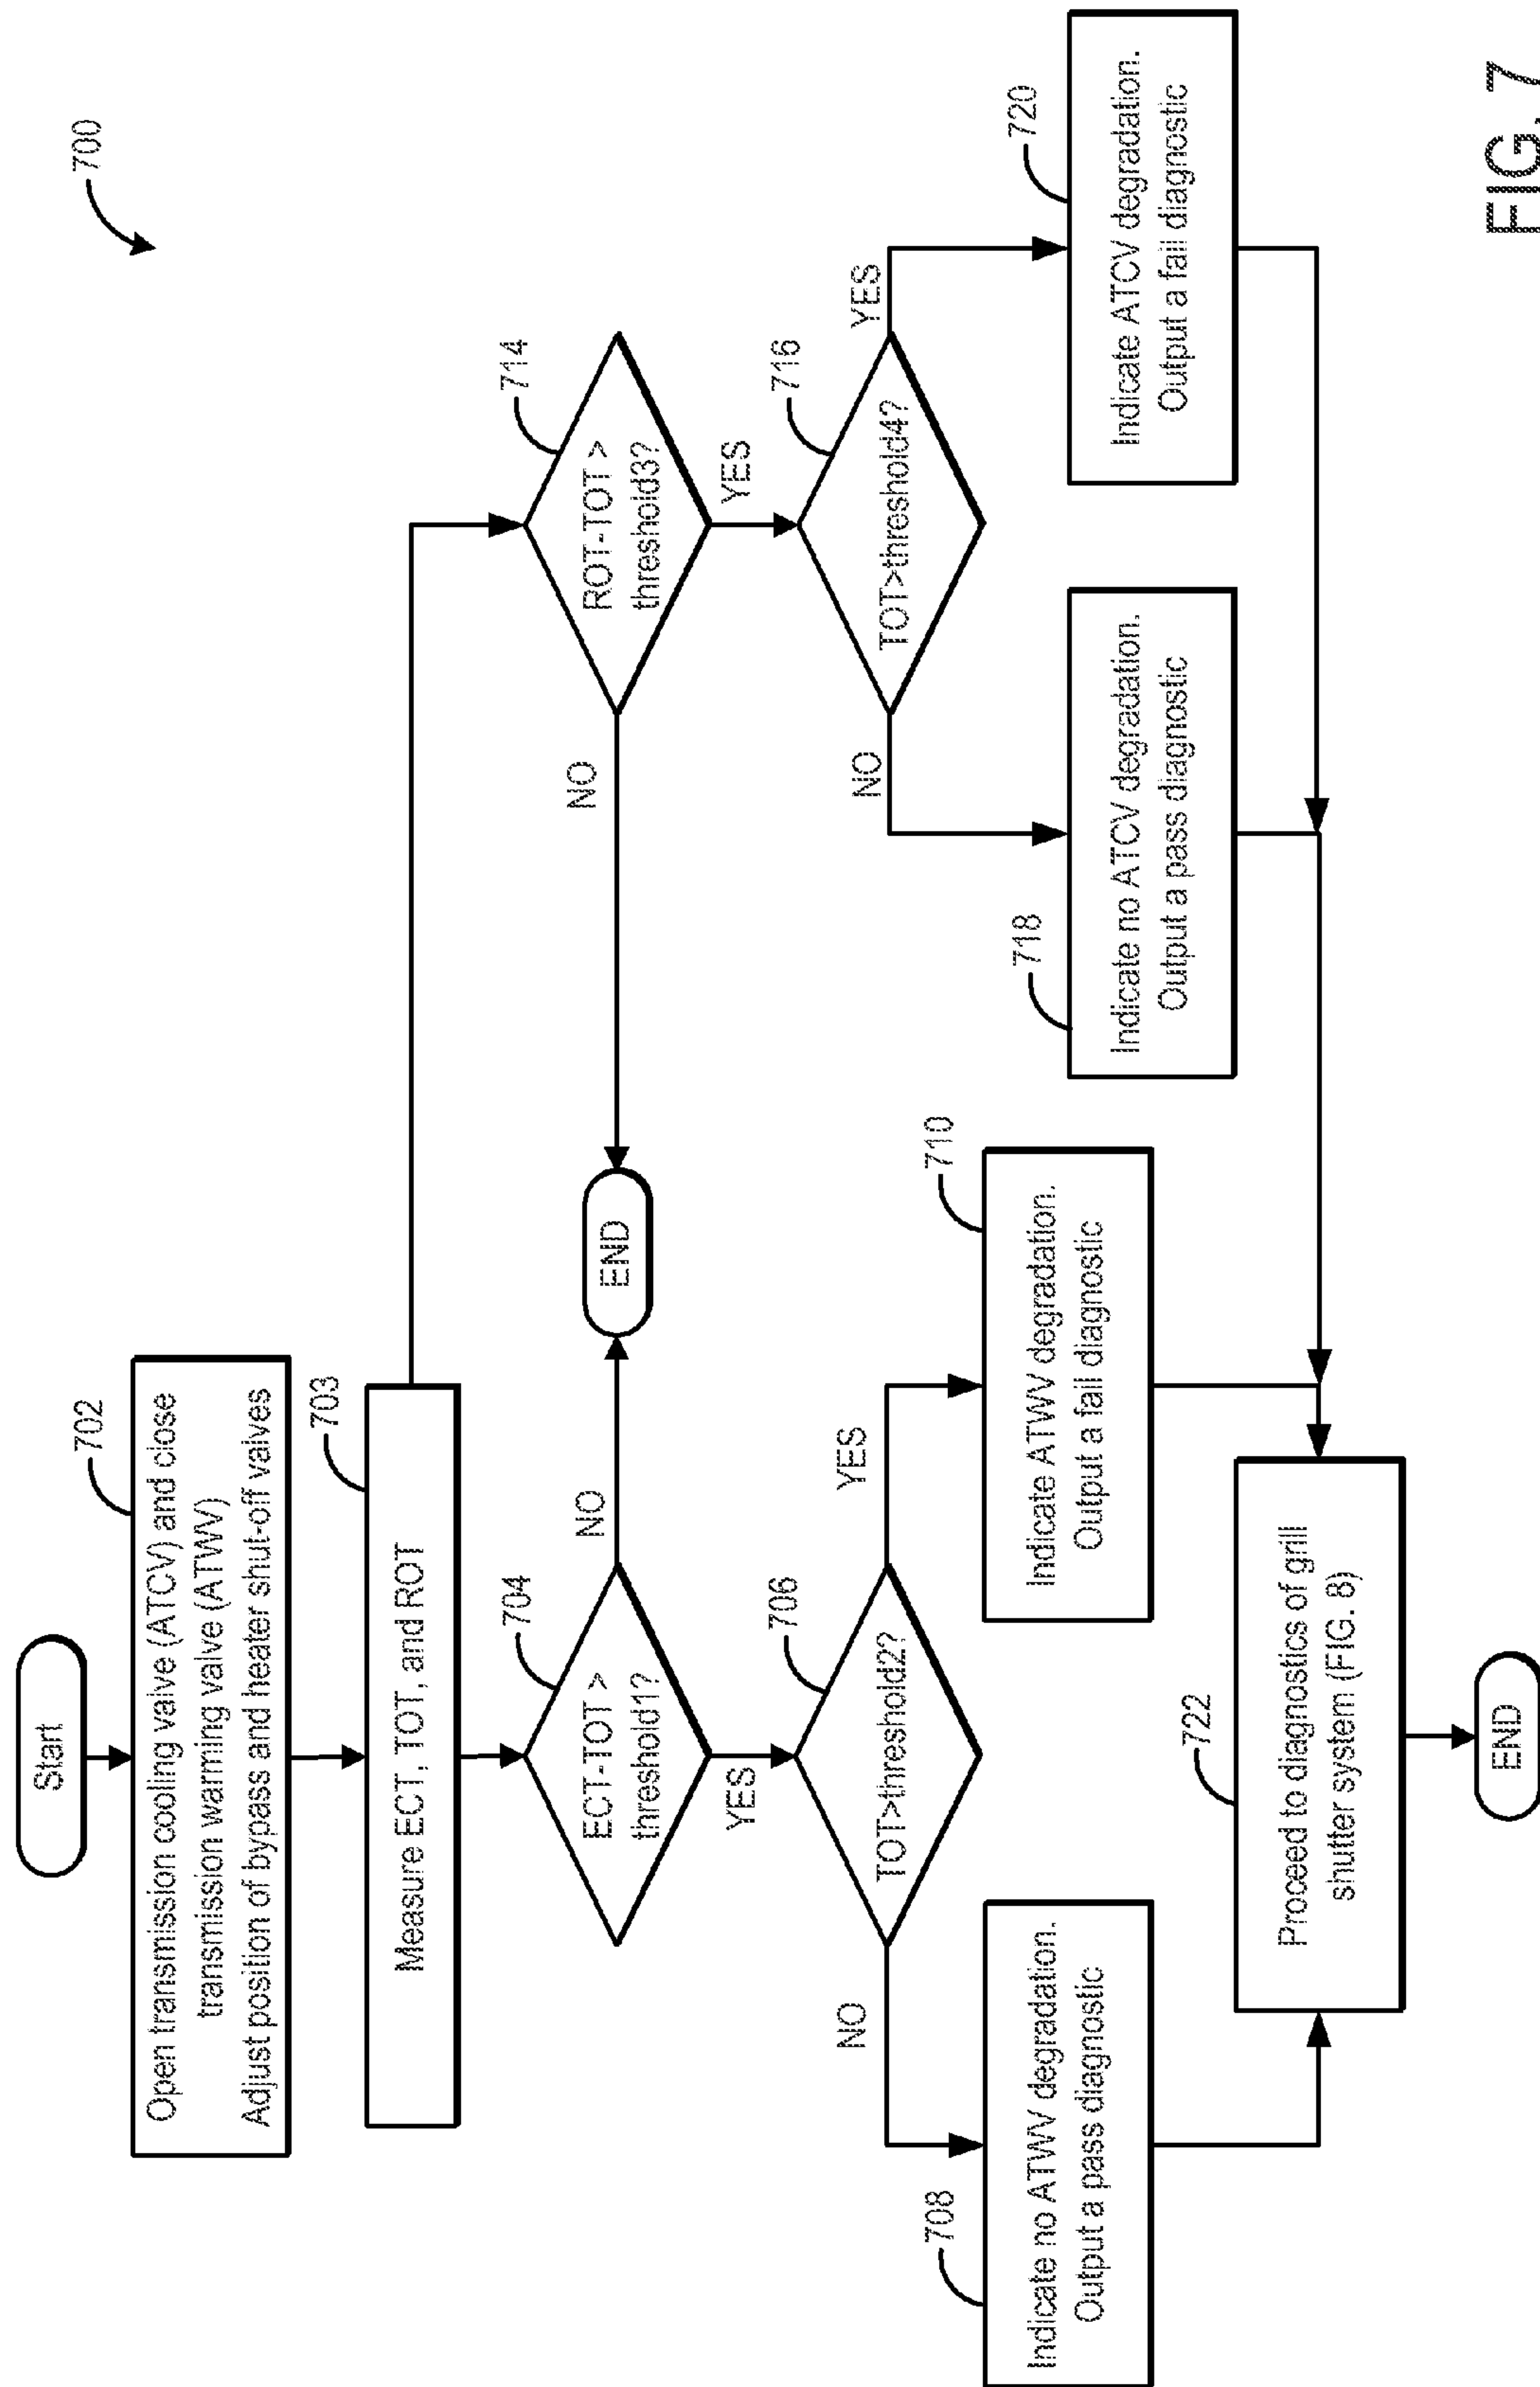 700
Start
702
Open transmission cooling valve (ATCV) and close
transmission warming valve (ATWV)
Adjust position of bypass and heater shut-off valves
703
Measure ECT, TOT, and ROT
704
ECT-TOT >
threshold1?
NO
YES
END
714
ROT-TOT >
threshold3?
NO
YES
706
TOT>threshold2?
NO
YES
716
TOT>threshold4?
NO
YES
708
Indicate no ATWV degradation.
Output a pass diagnostic
710
Indicate ATWV degradation.
Output a fail diagnostic
718
Indicate no ATCV degradation.
Output a pass diagnostic
720
Indicate ATCV degradation.
Output a fail diagnostic
722
Proceed to diagnostics of grill
shutter system (FIG. 8)
END
FIG. 7